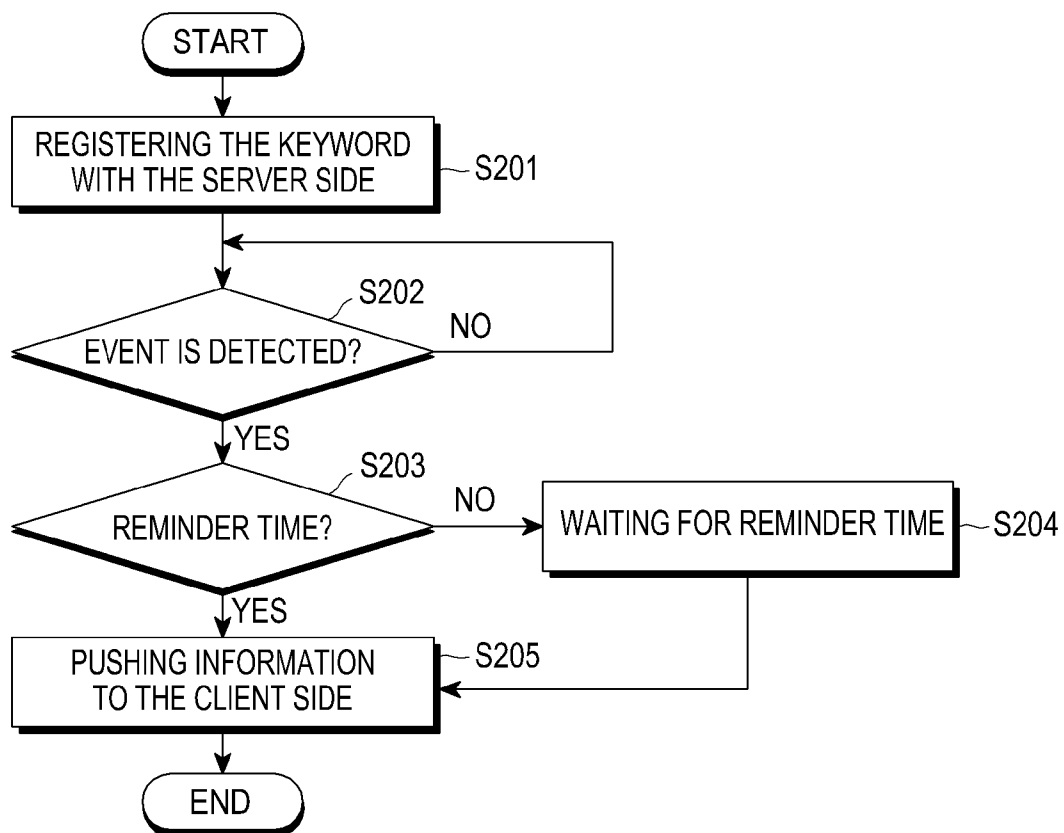 START
REGISTERING THE KEYWORD
WITH THE SERVER SIDE
S201
S202
EVENT IS DETECTED?
NO
YES
S203
REMINDER TIME?
NO
WAITING FOR REMINDER TIME
S204
YES
PUSHING INFORMATION
TO THE CLIENT SIDE
S205
END